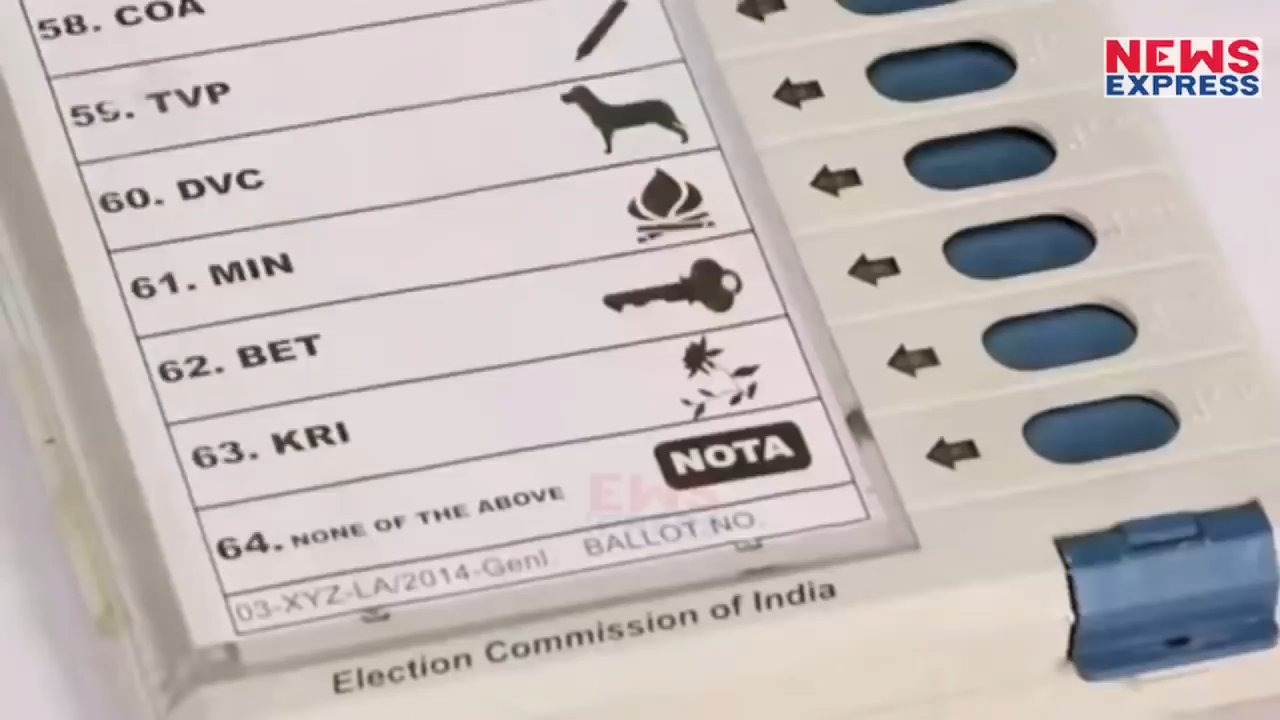 58. COA
59. TVP
60. DVC
61. MIN
62. BET
63. KRI
NOTA
64. NONE OF THE ABOVE
03-XYZ-LA/2014-Genl. BALLOT NO.
Election Commission of India
NEWS
EXPRESS